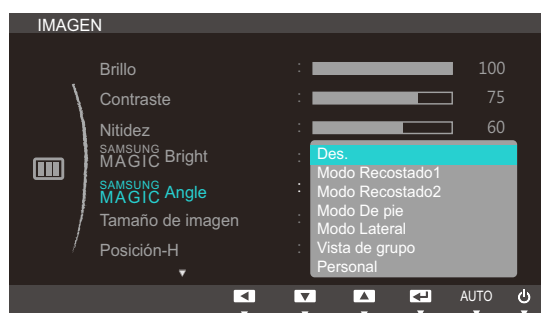 IMAGEN
Brillo : 100
Contraste : 75
Nitidez : 60
SAMSUNG MAGIC Bright :
SAMSUNG MAGIC Angle :
Tamaño de imagen :
Posición-H :
Des.
Modo Recostado1
Modo Recostado2
Modo De pie
Modo Lateral
Vista de grupo
Personal
AUTO